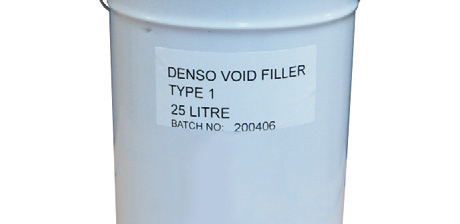 DENSO VOID FILLER
TYPE 1
25 LITRE
BATCH NO: 200406